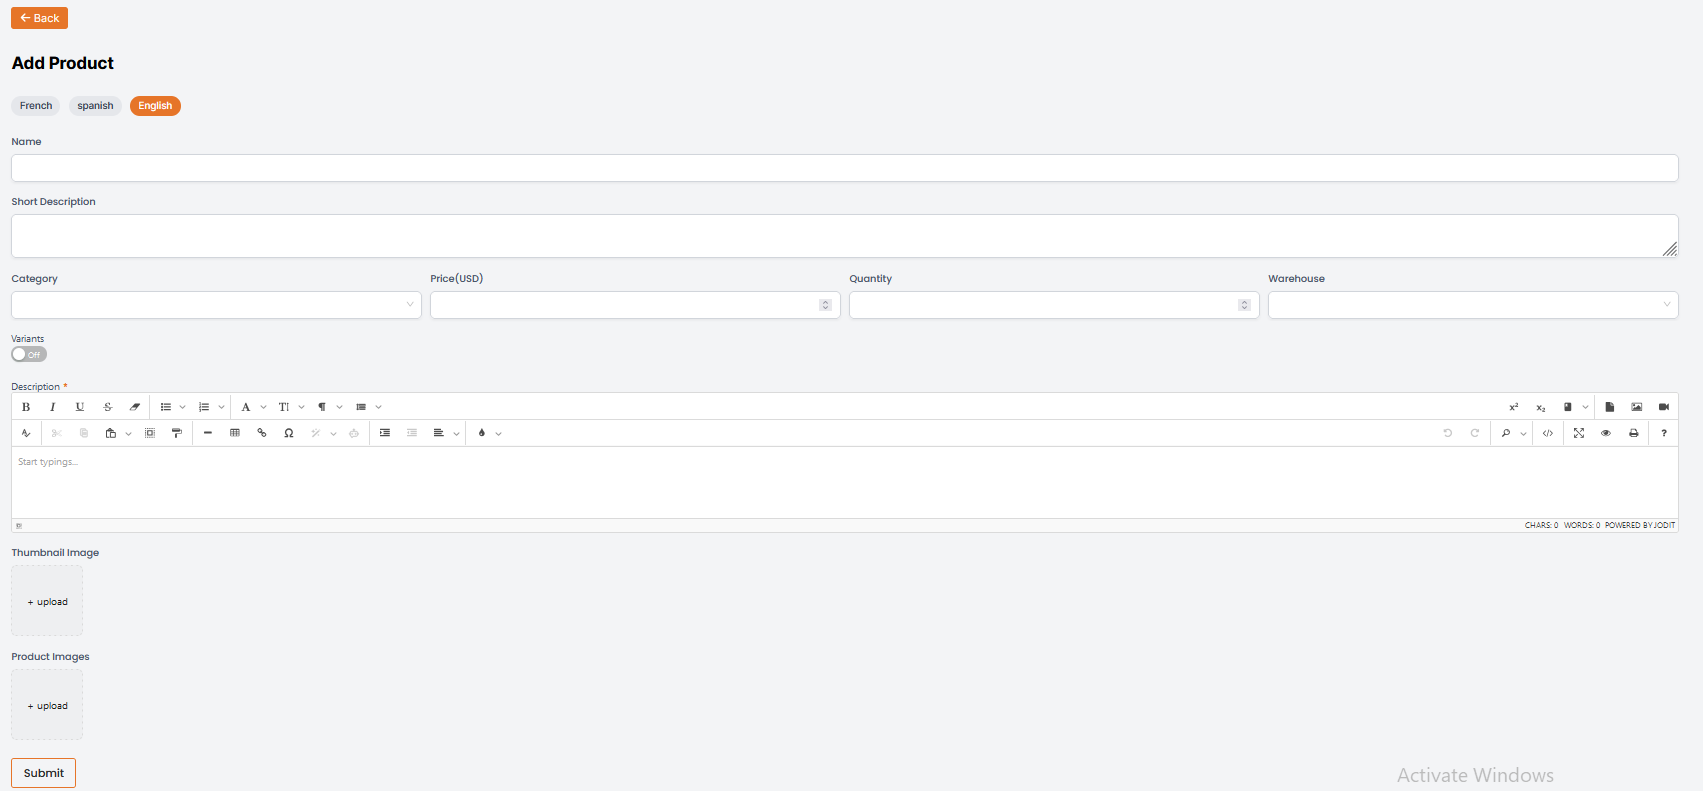 ← Back
Add Product
French spanish English
Name
Short Description
Category Price(USD) Quantity Warehouse
Variants
Off
Description *
Start typings...
CHARS: 0 WORDS: 0 POWERED BY JODIT
Thumbnail Image
+ upload
Product Images
+ upload
Submit
Activate Windows